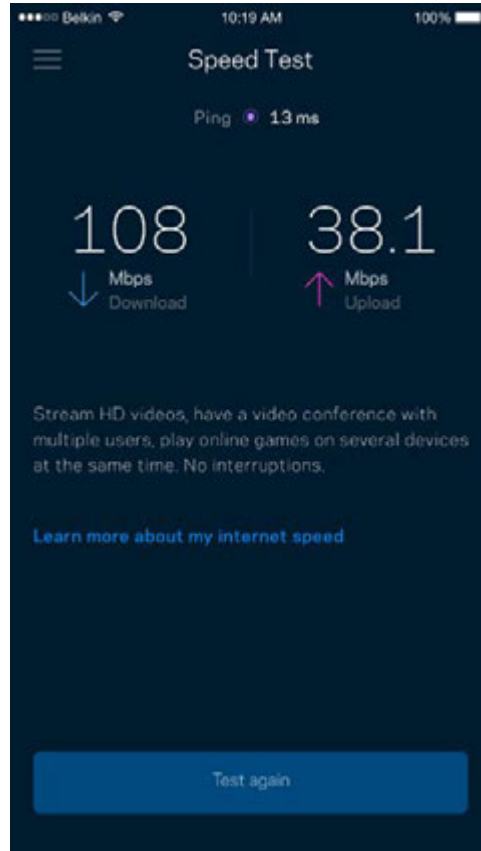 Belkin 10:19 AM 100%
Speed Test
Ping 13 ms
108 38.1
Mbps Mbps
Download Upload
Stream HD videos, have a video conference with
multiple users, play online games on several devices
at the same time. No interruptions.
Learn more about my internet speed
Test again